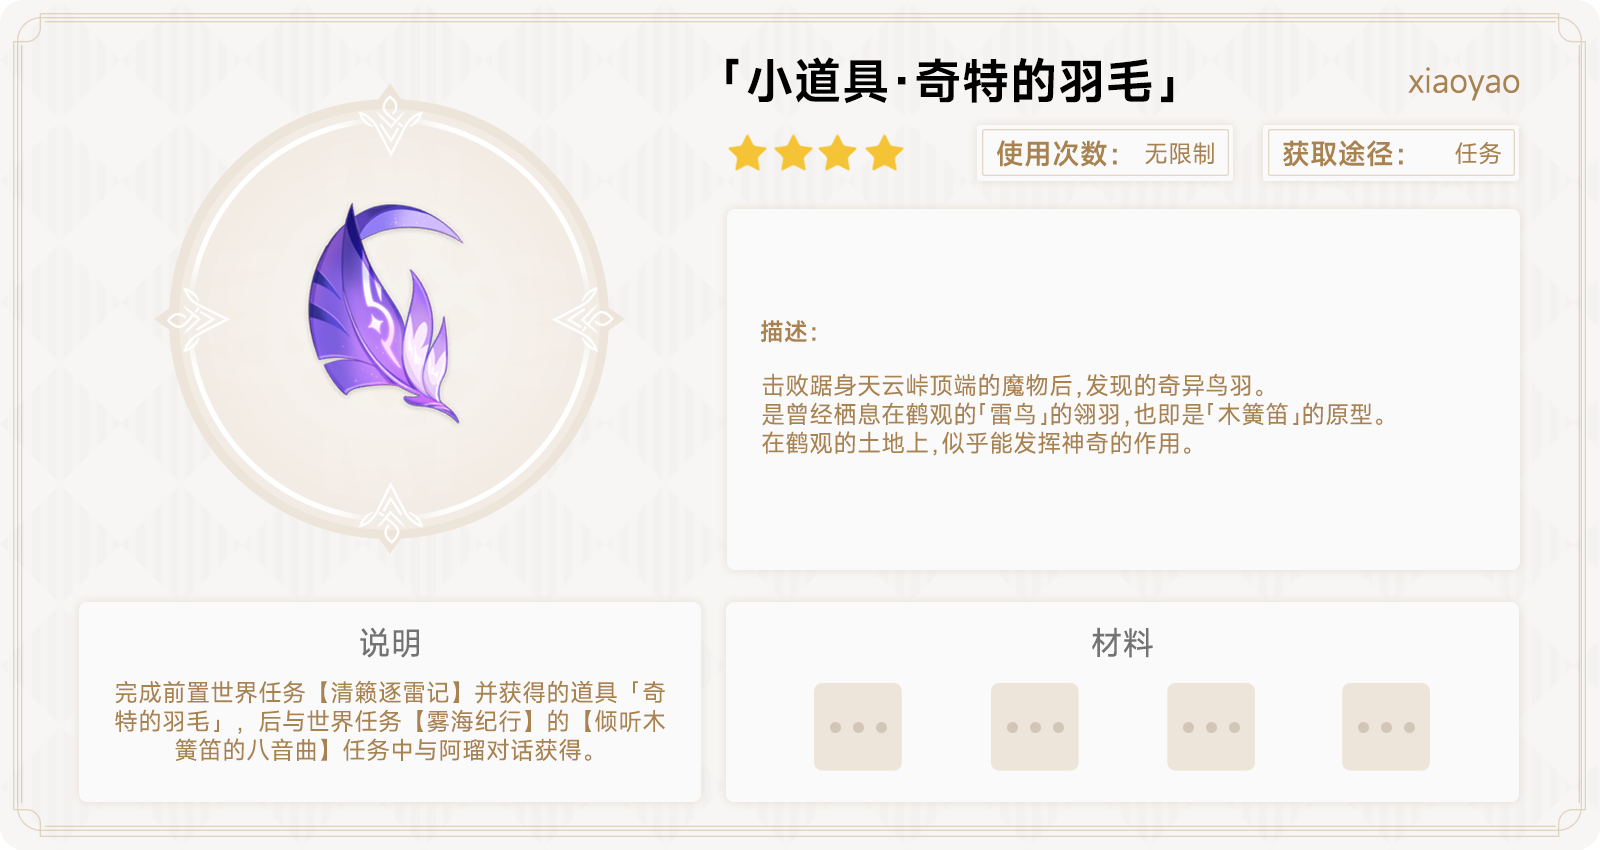 「小道具·奇特的羽毛」
xiaoyao
使用次数： 无限制
获取途径： 任务
描述：
击败踞身天云峠顶端的魔物后,发现的奇异鸟羽。
是曾经栖息在鹤观的「雷鸟」的翎羽,也即是「木簧笛」的原型。
在鹤观的土地上,似乎能发挥神奇的作用。
说明
完成前置世界任务【清籁逐雷记】并获得的道具「奇
特的羽毛」，后与世界任务【雾海纪行】的【倾听木
簧笛的八音曲】任务中与阿瑠对话获得。
材料